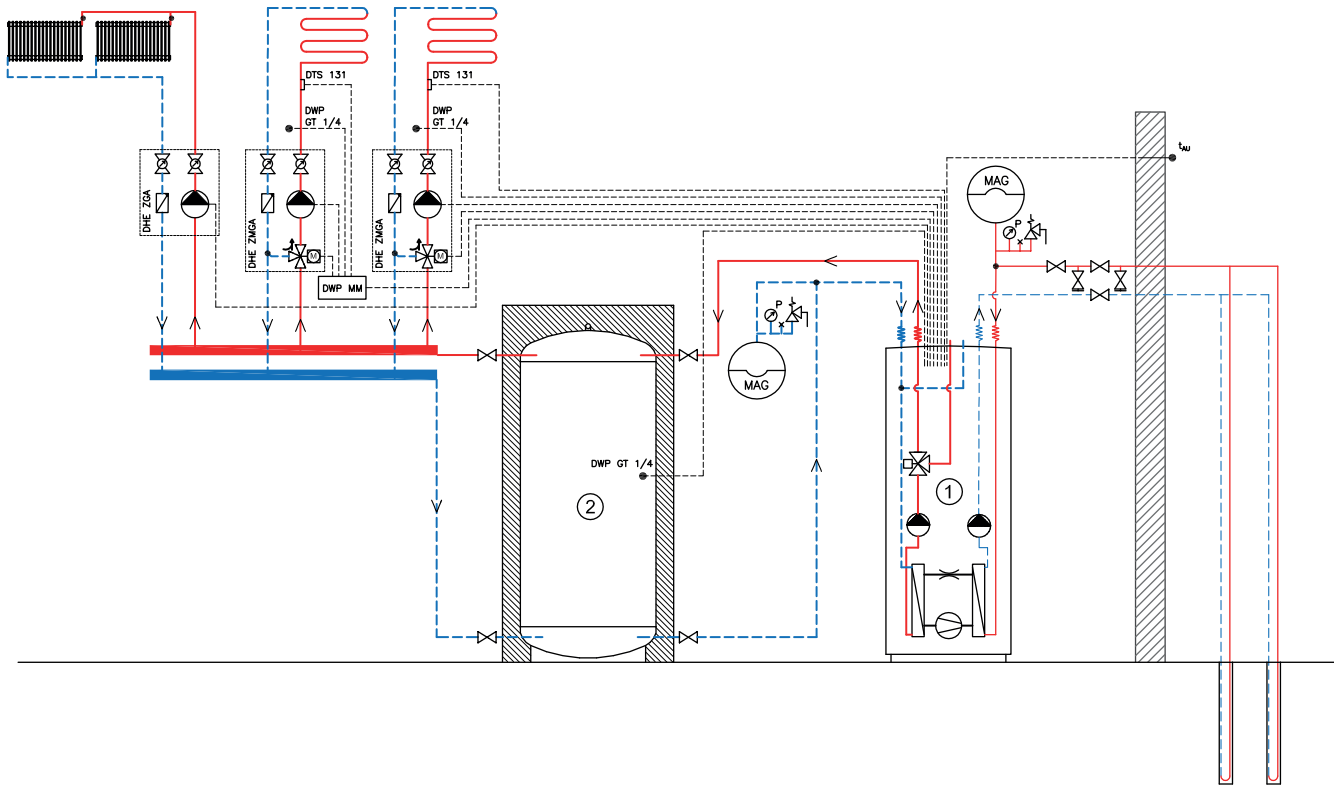 DTS 131
DTS 131
DWP
GT 1/4
DWP
GT 1/4
DHE ZGA
DHE ZMGA
DHE ZMGA
M
M
DWP MM
tAU
MAG
P
P
MAG
DWP GT 1/4
1
2